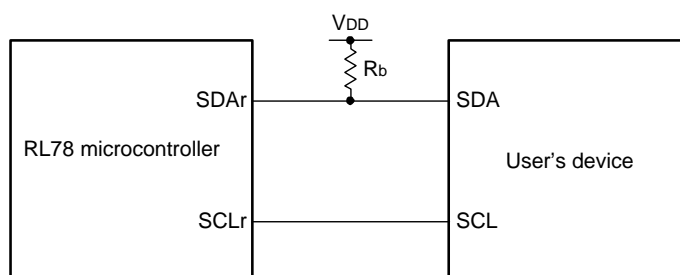 VDD
Rb
SDAr
SDA
RL78 microcontroller
User's device
SCLr
SCL